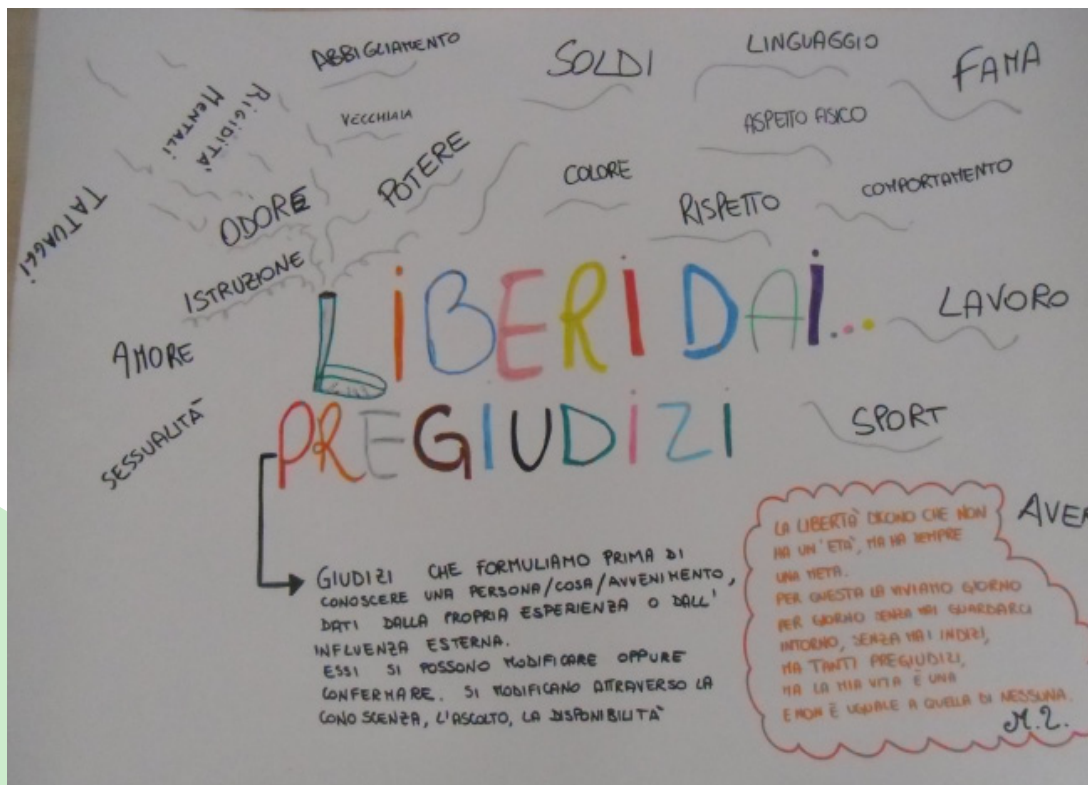 ABBIGLIAMENTO
SOLDI
LINGUAGGIO
FAMA
RIGIDITÀ
MENTALI
VECCHIAIA
ASPETTO FISICO
TATUAGGI
ODORE
POTERE
COLORE
RISPETTO
COMPORTAMENTO
ISTRUZIONE
LIBERI DAI...
LAVORO
AMORE
PREGIUDIZI
SPORT
SESSUALITÀ
AVER
GIUDIZI CHE FORMULIAMO PRIMA DI
CONOSCERE UNA PERSONA/COSA/AVVENIMENTO,
DATI DALLA PROPRIA ESPERIENZA O DALL'
INFLUENZA ESTERNA.
ESSI SI POSSONO MODIFICARE OPPURE
CONFERMARE. SI MODIFICANO ATTRAVERSO LA
CONOSCENZA, L'ASCOLTO, LA DISPONIBILITÀ
LA LIBERTÀ DICONO CHE NON
HA UN'ETÀ, MA HA SEMPRE
UNA META.
PER QUESTA LA VIVIAMO GIORNO
PER GIORNO SENZA MAI GUARDARCI
INTORNO, SENZA MAI INDIZI,
MA TANTI PREGIUDIZI,
MA LA MIA VITA È UNA
E NON È UGUALE A QUELLA DI NESSUNA.
M.Z.